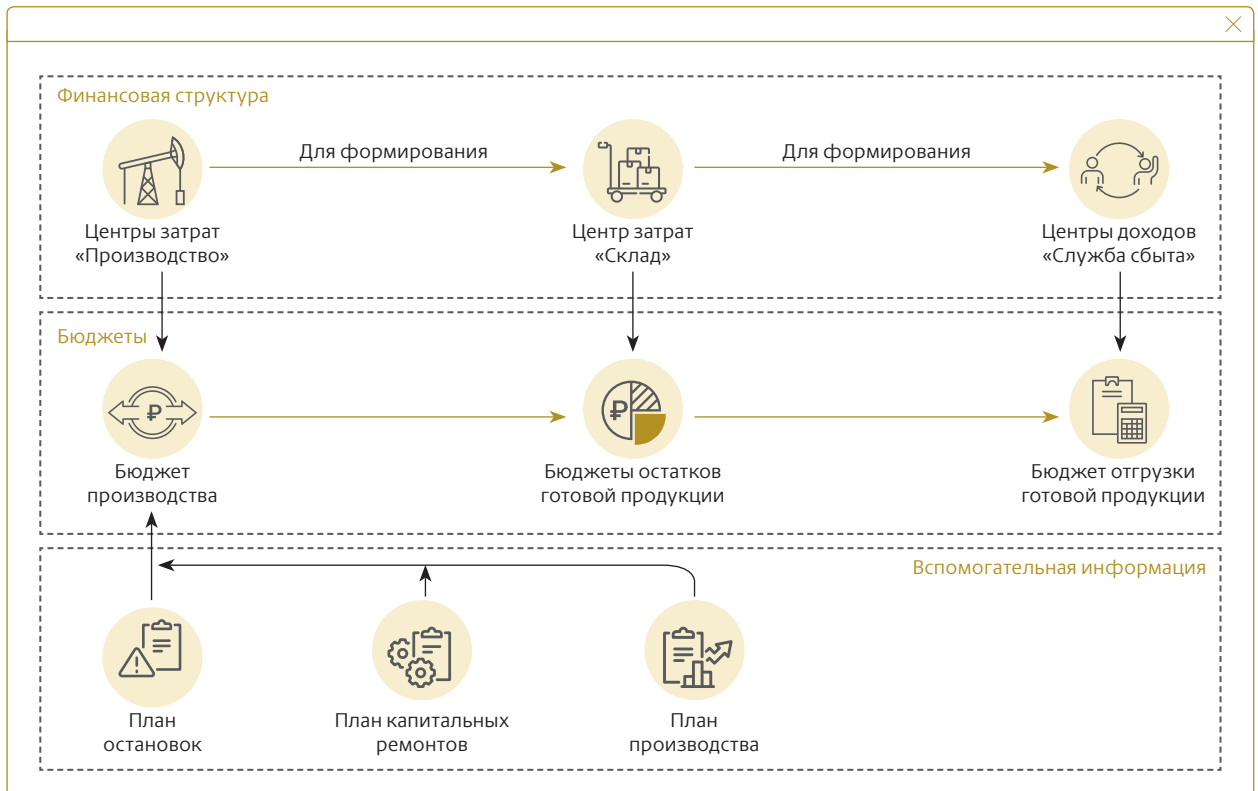 Финансовая структура
Для формирования
Для формирования
Центры затрат
«Производство»
Центр затрат
«Склад»
Центры доходов
«Служба сбыта»
Бюджеты
₽
₽
Бюджет
производства
Бюджеты остатков
готовой продукции
Бюджет отгрузки
готовой продукции
Вспомогательная информация
План
остановок
План капитальных
ремонтов
План
производства